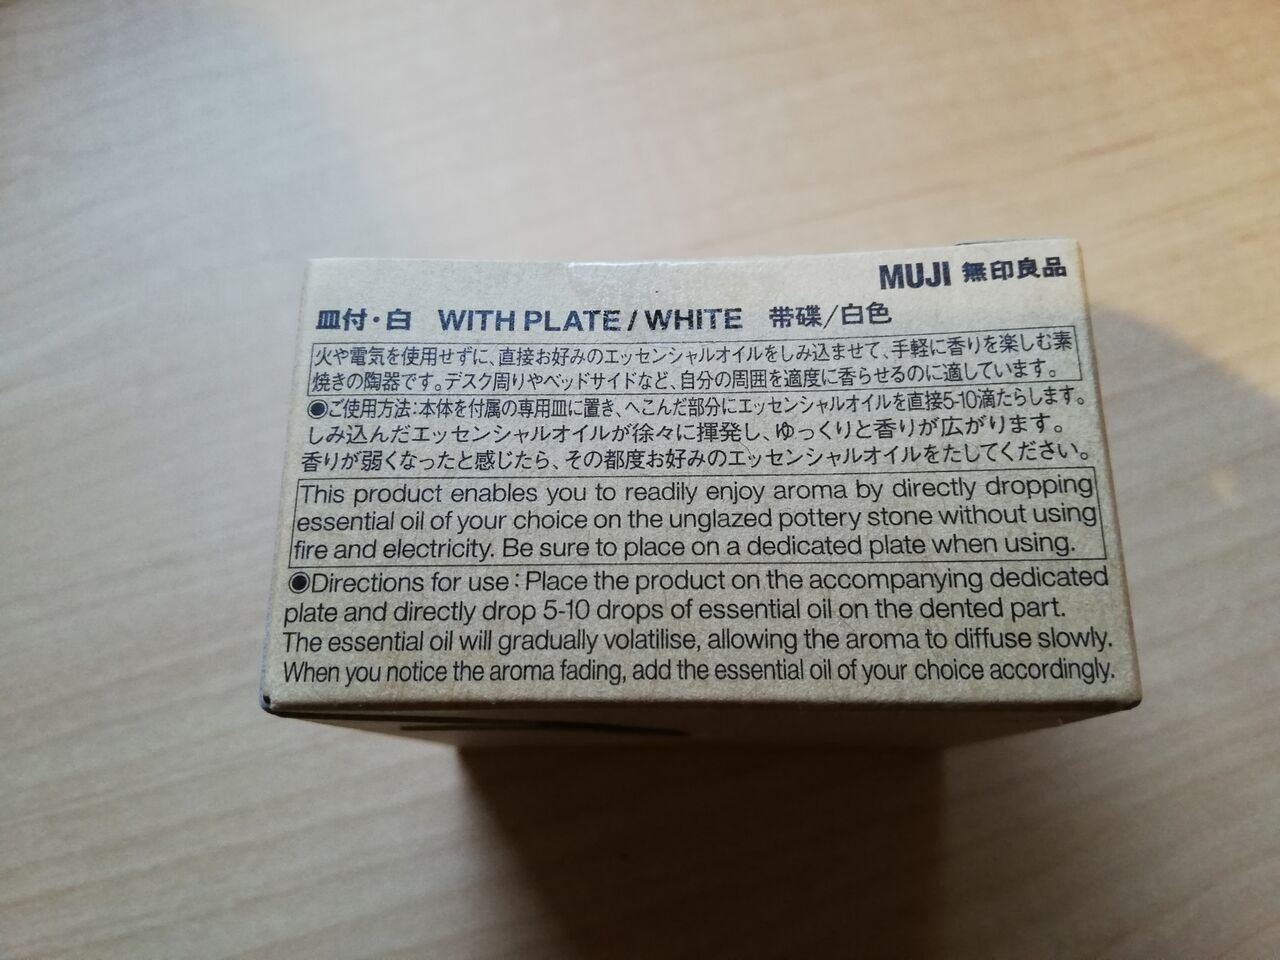 MUJI 無印良品
皿付・白 WITH PLATE / WHITE 带碟/白色
火や電気を使用せずに、直接お好みのエッセンシャルオイルをしみ込ませて、手軽に香りを楽しむ素
焼きの陶器です。デスク周りやベッドサイドなど、自分の周囲を適度に香らせるのに適しています。
◉ご使用方法：本体を付属の専用皿に置き、へこんだ部分にエッセンシャルオイルを直接5-10滴たらします。
しみ込んだエッセンシャルオイルが徐々に揮発し、ゆっくりと香りが広がります。
香りが弱くなったと感じたら、その都度お好みのエッセンシャルオイルをたしてください。
This product enables you to readily enjoy aroma by directly dropping
essential oil of your choice on the unglazed pottery stone without using
fire and electricity. Be sure to place on a dedicated plate when using.
◉Directions for use : Place the product on the accompanying dedicated
plate and directly drop 5-10 drops of essential oil on the dented part.
The essential oil will gradually volatilise, allowing the aroma to diffuse slowly.
When you notice the aroma fading, add the essential oil of your choice accordingly.